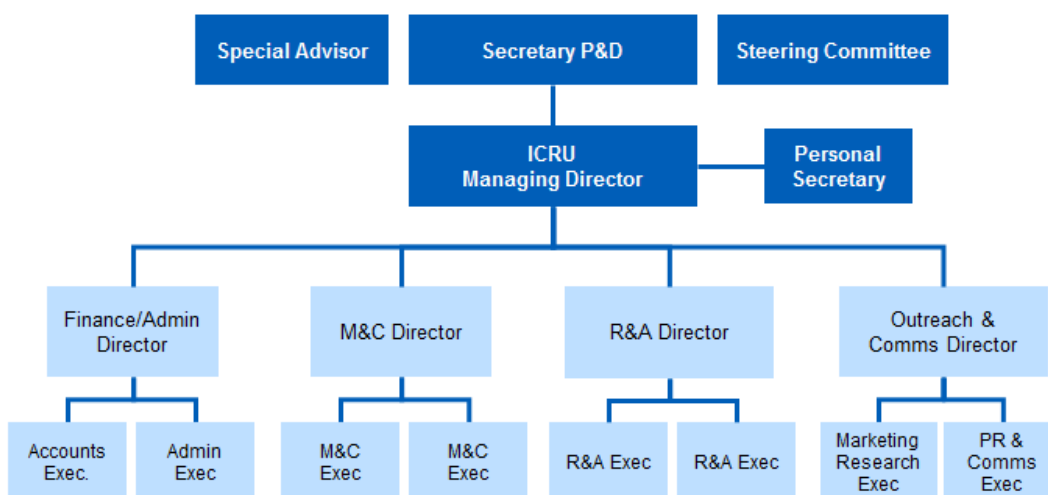 Special Advisor
Secretary P&D
Steering Committee
ICRU
Managing Director
Personal
Secretary
Finance/Admin
Director
M&C Director
R&A Director
Outreach &
Comms Director
Accounts
Exec.
Admin
Exec
M&C
Exec
M&C
Exec
R&A Exec
R&A Exec
Marketing
Research
Exec
PR &
Comms
Exec